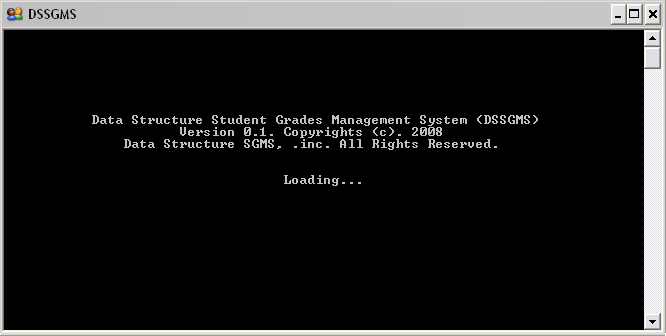 DSSGMS
Data Structure Student Grades Management System (DSSGMS)
Version 0.1. Copyrights (c). 2008
Data Structure SGMS, .inc. All Rights Reserved.
Loading...